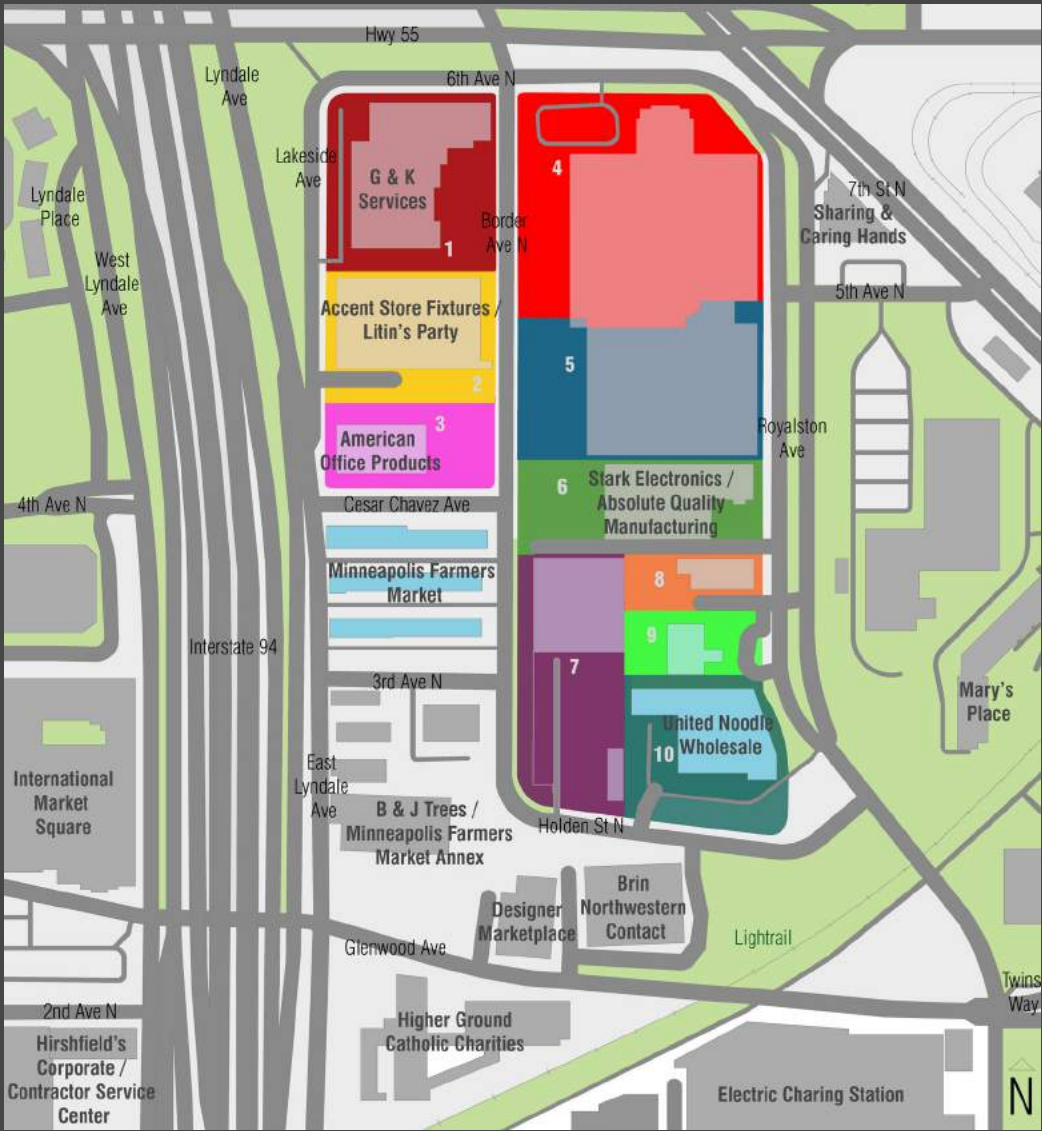 Hwy 55
Lyndale
Ave
6th Ave N
Lakeside
Ave
G & K
Services
1
4
Border
Ave N
7th St N
Sharing &
Caring Hands
Lyndale
Place
West
Lyndale
Ave
5th Ave N
Accent Store Fixtures /
Litin's Party
2
5
3
American
Office Products
Royalston
Ave
4th Ave N
Cesar Chavez Ave
6
Stark Electronics /
Absolute Quality
Manufacturing
Minneapolis Farmers
Market
8
9
Interstate 94
7
3rd Ave N
Mary's
Place
United Noodle
Wholesale
10
International
Market
Square
East
Lyndale
Ave
B & J Trees /
Minneapolis Farmers
Market Annex
Holden St N
Brin
Northwestern
Contact
Designer
Marketplace
Glenwood Ave
Lightrail
Twins
Way
2nd Ave N
Higher Ground
Catholic Charities
Hirshfield's
Corporate /
Contractor Service
Center
Electric Charing Station
N